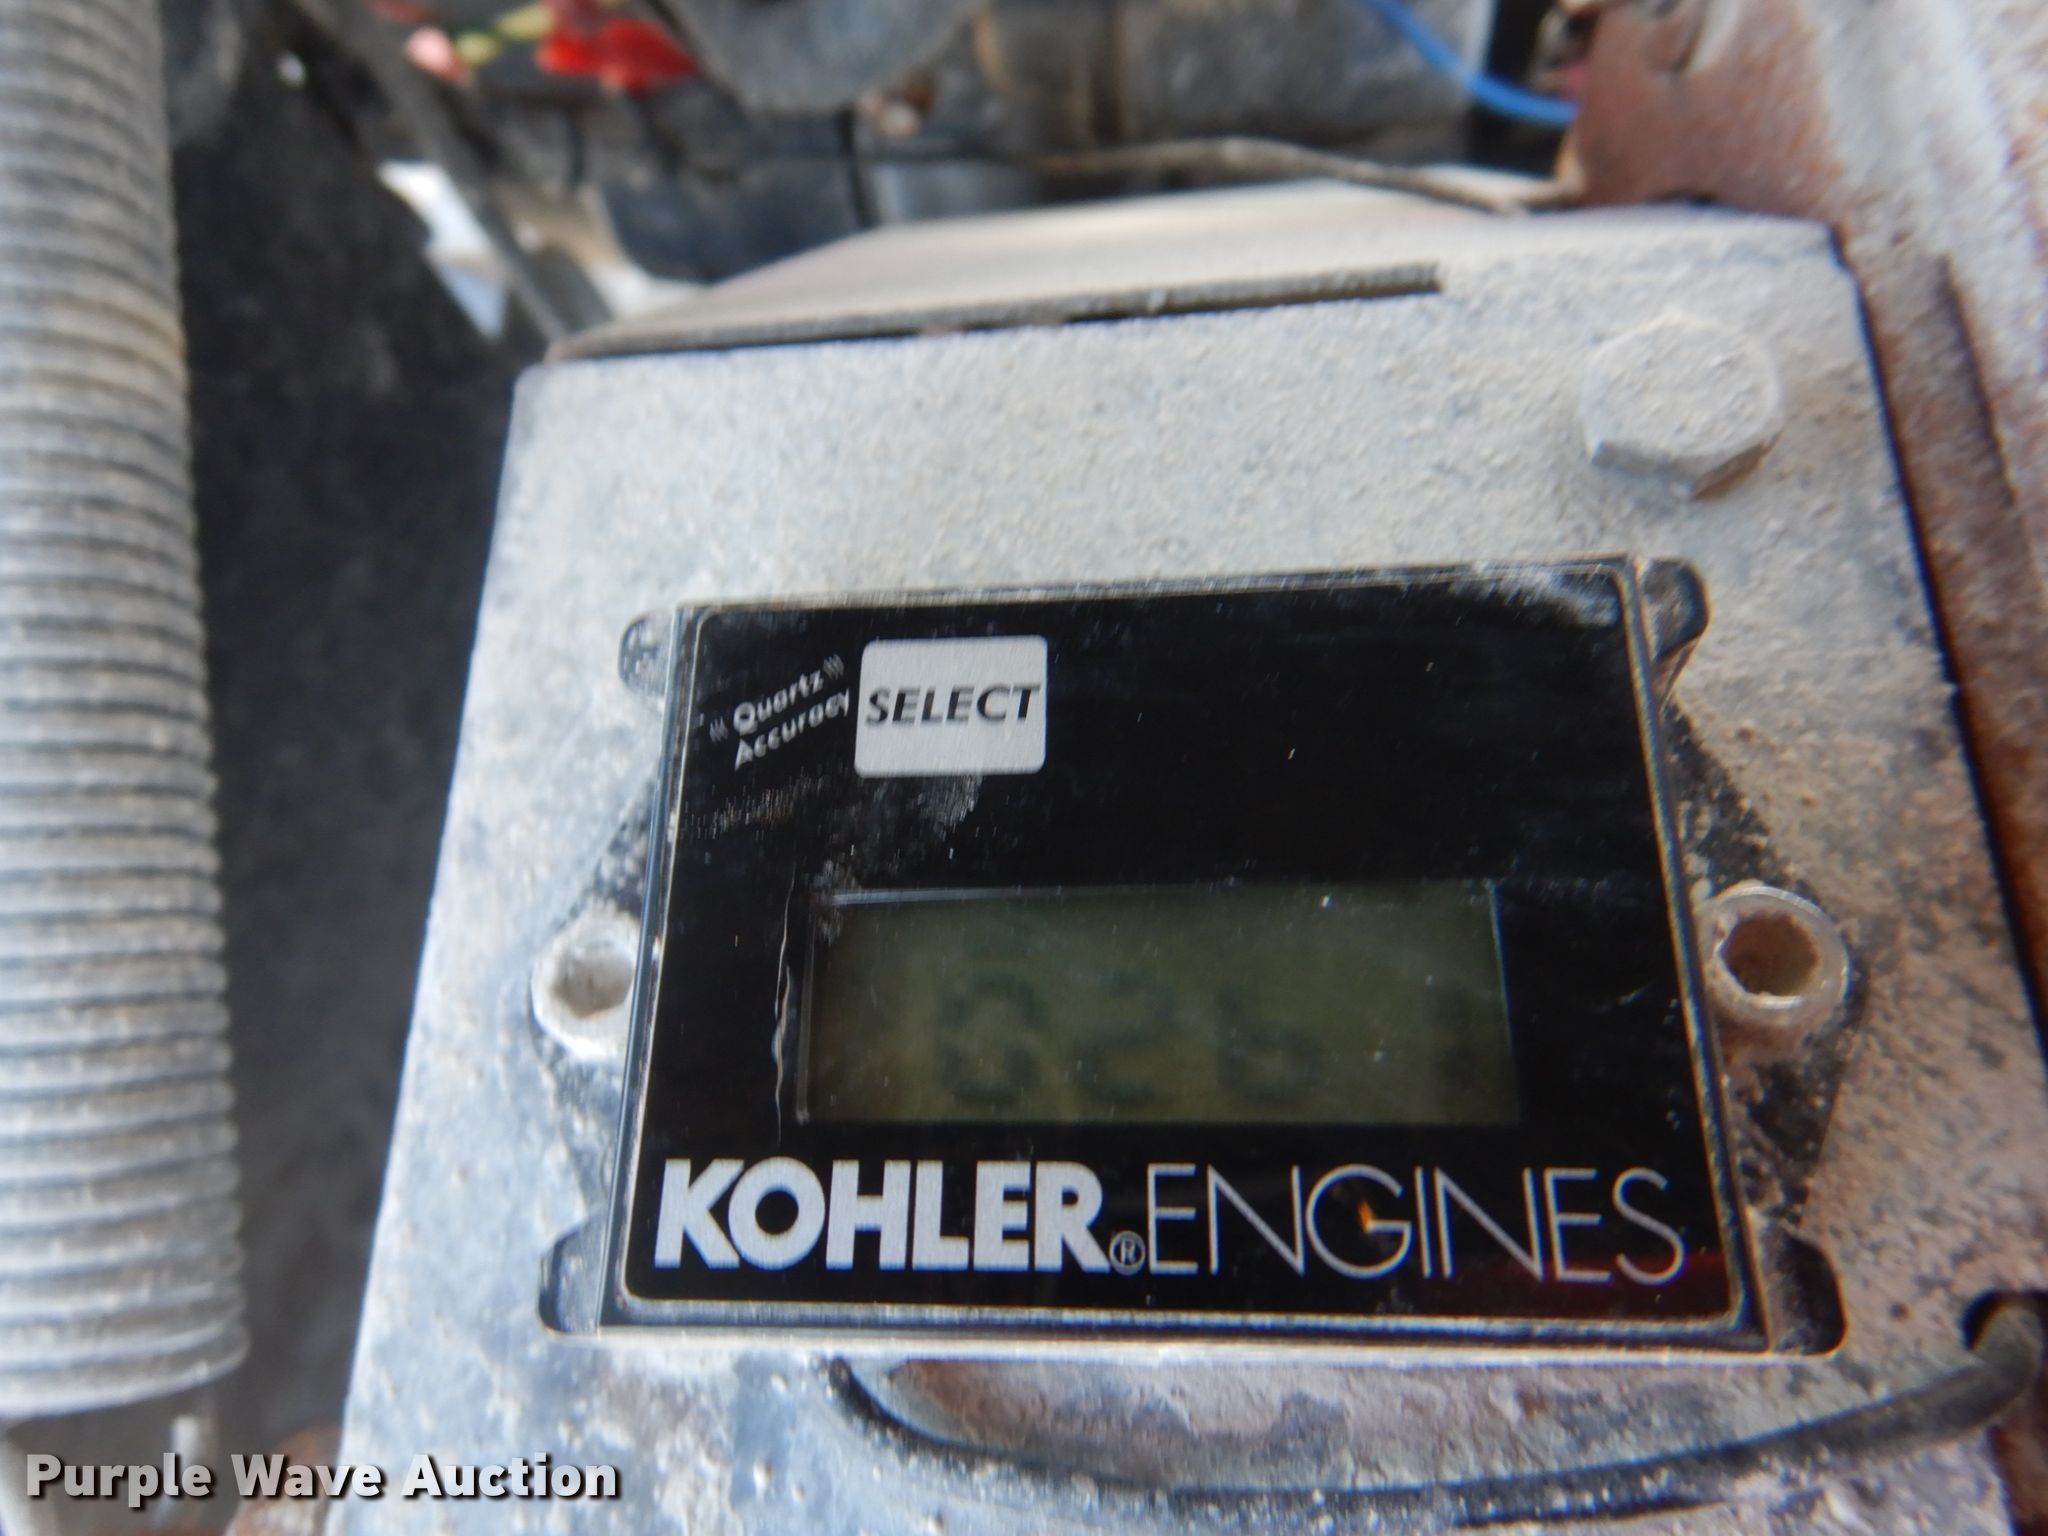 Quartz
Accuracy
SELECT
KOHLER® ENGINES
Purple Wave Auction